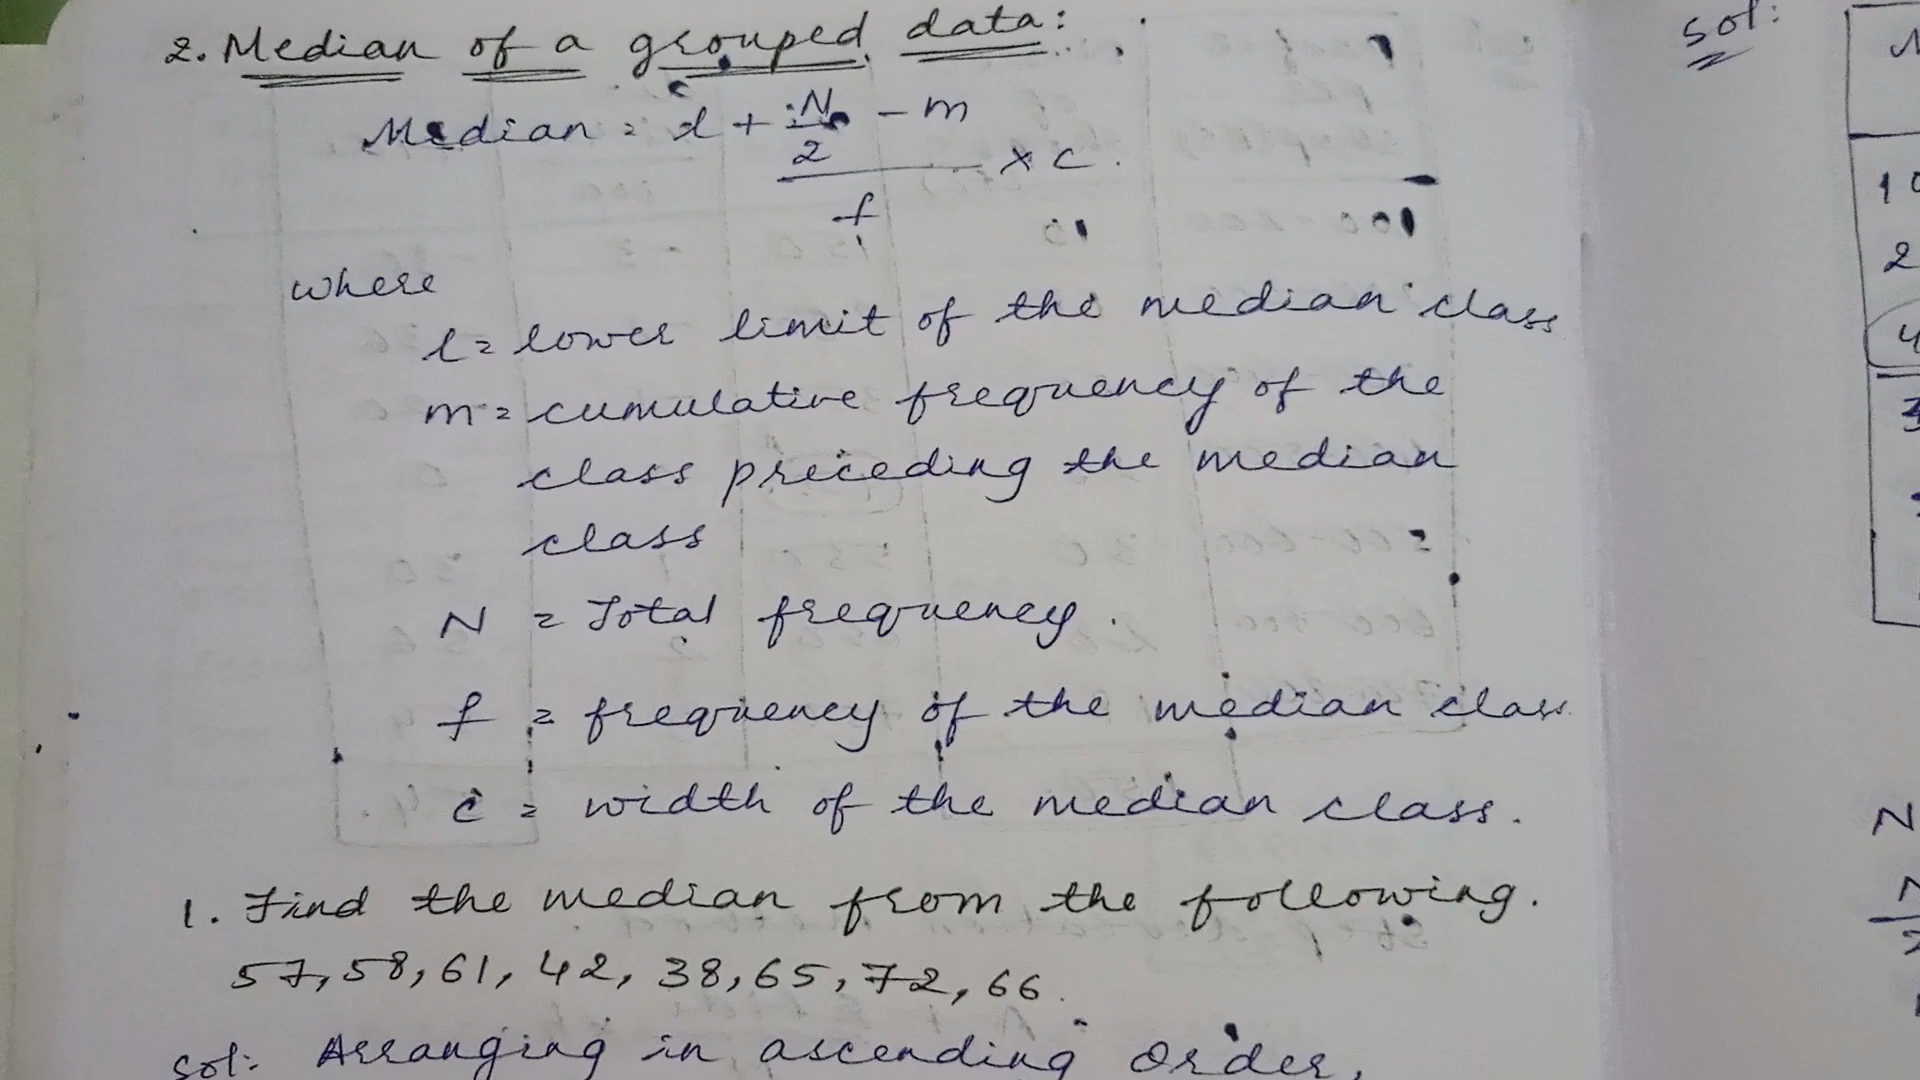 2. Median of a grouped data:
Median = l + N/2 - m / f × c.
where
l = lower limit of the median class
m = cumulative frequency of the
class preceding the median
class
N = Total frequency.
f = frequency of the median class
c = width of the median class.
1. Find the median from the following.
57, 58, 61, 42, 38, 65, 72, 66.
sol: Arranging in ascending order,
sol:
N